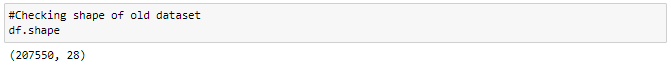 #Checking shape of old dataset
df.shape
(207550, 28)